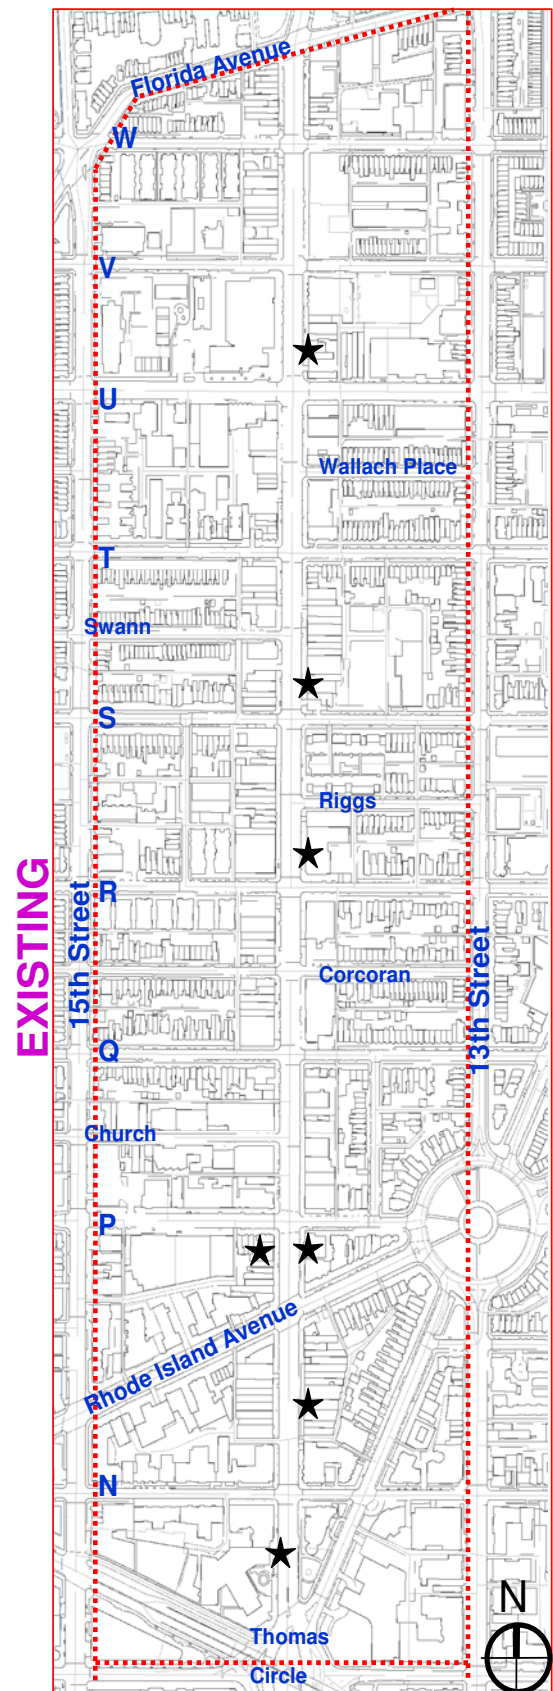 Florida Avenue
W
V
U
Wallach Place
T
Swann
S
Riggs
EXISTING
15th Street
R
13th Street
Corcoran
Q
Church
P
Rhode Island Avenue
N
N
Thomas
Circle